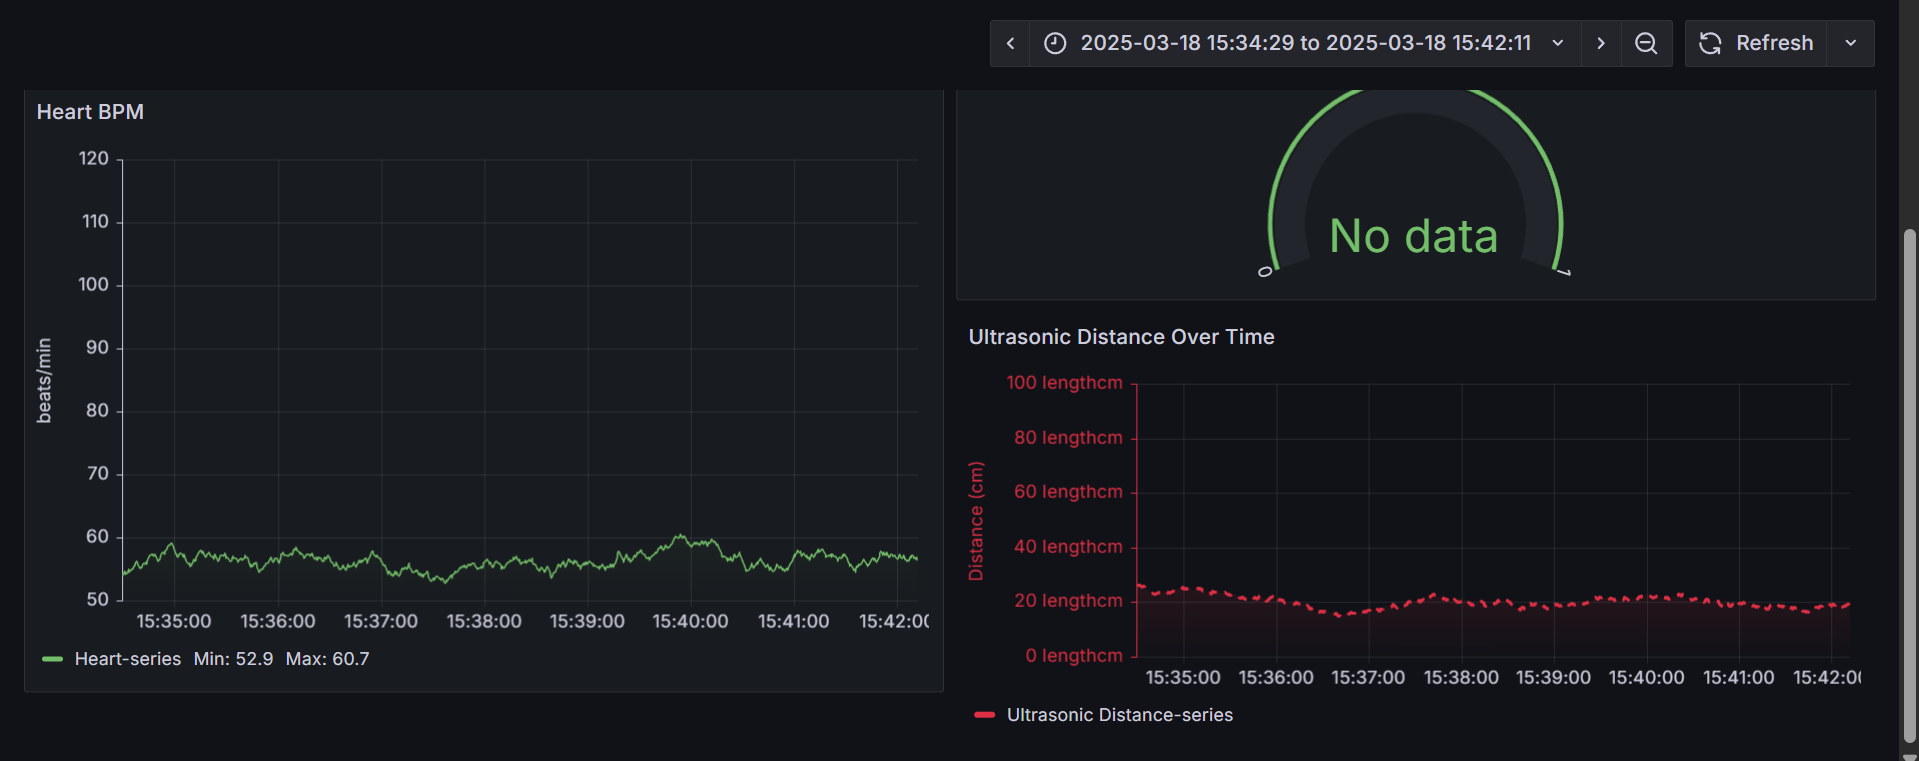 2025-03-18 15:34:29 to 2025-03-18 15:42:11
Refresh
Heart BPM
120
110
100
90
80
70
60
50
beats/min
15:35:00 15:36:00 15:37:00 15:38:00 15:39:00 15:40:00 15:41:00 15:42:00
Heart-series Min: 52.9 Max: 60.7
No data
0
1
Ultrasonic Distance Over Time
100 lengthcm
80 lengthcm
60 lengthcm
40 lengthcm
20 lengthcm
0 lengthcm
Distance (cm)
15:35:00 15:36:00 15:37:00 15:38:00 15:39:00 15:40:00 15:41:00 15:42:00
Ultrasonic Distance-series